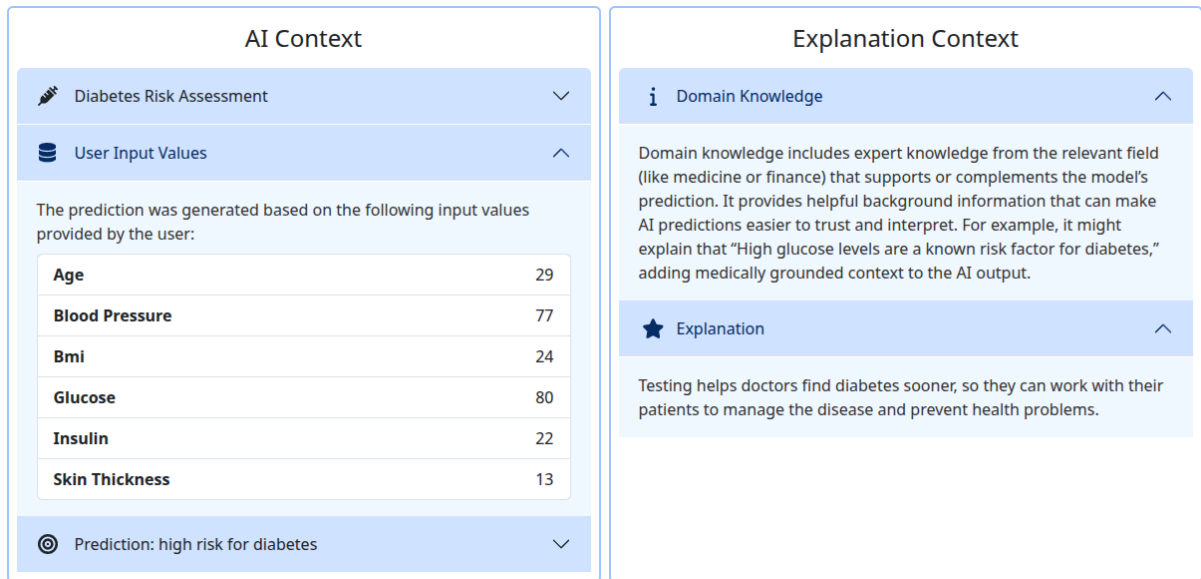 AI Context
Diabetes Risk Assessment
User Input Values
The prediction was generated based on the following input values
provided by the user:
Age 29
Blood Pressure 77
Bmi 24
Glucose 80
Insulin 22
Skin Thickness 13
Prediction: high risk for diabetes
Explanation Context
Domain Knowledge
Domain knowledge includes expert knowledge from the relevant field
(like medicine or finance) that supports or complements the model’s
prediction. It provides helpful background information that can make
AI predictions easier to trust and interpret. For example, it might
explain that “High glucose levels are a known risk factor for diabetes,”
adding medically grounded context to the AI output.
Explanation
Testing helps doctors find diabetes sooner, so they can work with their
patients to manage the disease and prevent health problems.